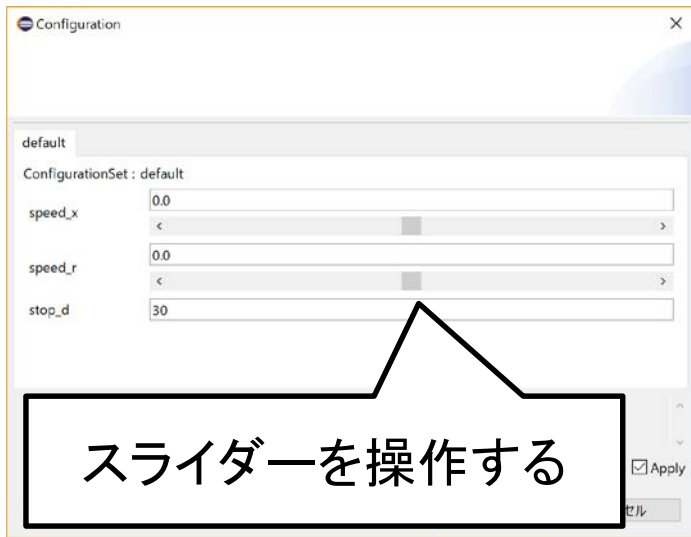 Configuration
default
ConfigurationSet : default
speed_x
0.0
speed_r
0.0
stop_d
30
スライダーを操作する
Apply
セル